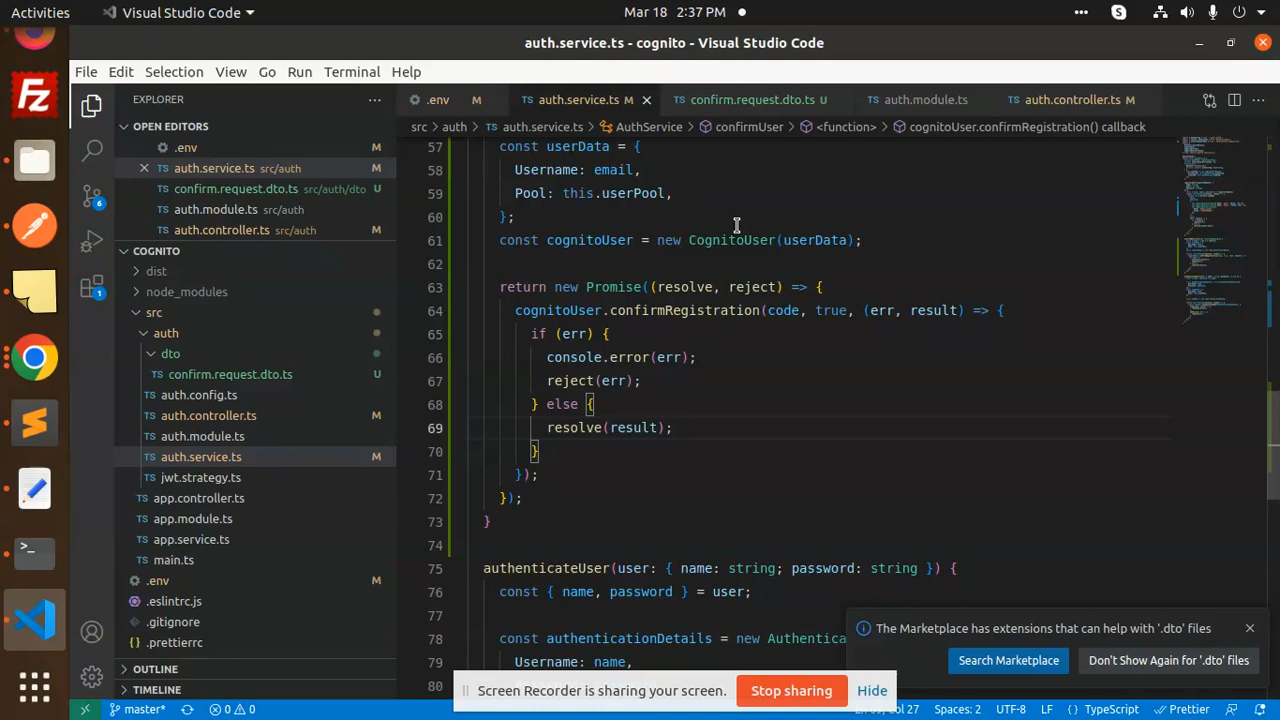 Activities
Visual Studio Code
Mar 18 2:37 PM
auth.service.ts - cognito - Visual Studio Code
File Edit Selection View Go Run Terminal Help
EXPLORER
OPEN EDITORS
.env M
auth.service.ts src/auth M
confirm.request.dto.ts src/auth/dto U
auth.module.ts src/auth
auth.controller.ts src/auth M
COGNITO
dist
node_modules
src
auth
dto
confirm.request.dto.ts U
auth.config.ts
auth.controller.ts M
auth.module.ts
auth.service.ts M
jwt.strategy.ts
app.controller.ts
app.module.ts
app.service.ts
main.ts
.env M
.eslintrc.js
.gitignore
.prettierrc
OUTLINE
TIMELINE
6
1
.env M
auth.service.ts M
confirm.request.dto.ts U
auth.module.ts
auth.controller.ts M
src > auth > auth.service.ts > AuthService > confirmUser > <function> > cognitoUser.confirmRegistration() callback
57 const userData = {
58 Username: email,
59 Pool: this.userPool,
60 };
61 const cognitoUser = new CognitoUser(userData);
62
63 return new Promise((resolve, reject) => {
64 cognitoUser.confirmRegistration(code, true, (err, result) => {
65 if (err) {
66 console.error(err);
67 reject(err);
68 } else {
69 resolve(result);
70 }
71 });
72 });
73 }
74
75 authenticateUser(user: { name: string; password: string }) {
76 const { name, password } = user;
77
78 const authenticationDetails = new Authentica
79 Username: name,
80
The Marketplace has extensions that can help with '.dto' files
Search Marketplace
Don't Show Again for '.dto' files
Screen Recorder is sharing your screen.
Stop sharing
Hide
master*
0 0
Spaces: 2
UTF-8
LF
{} TypeScript
Prettier